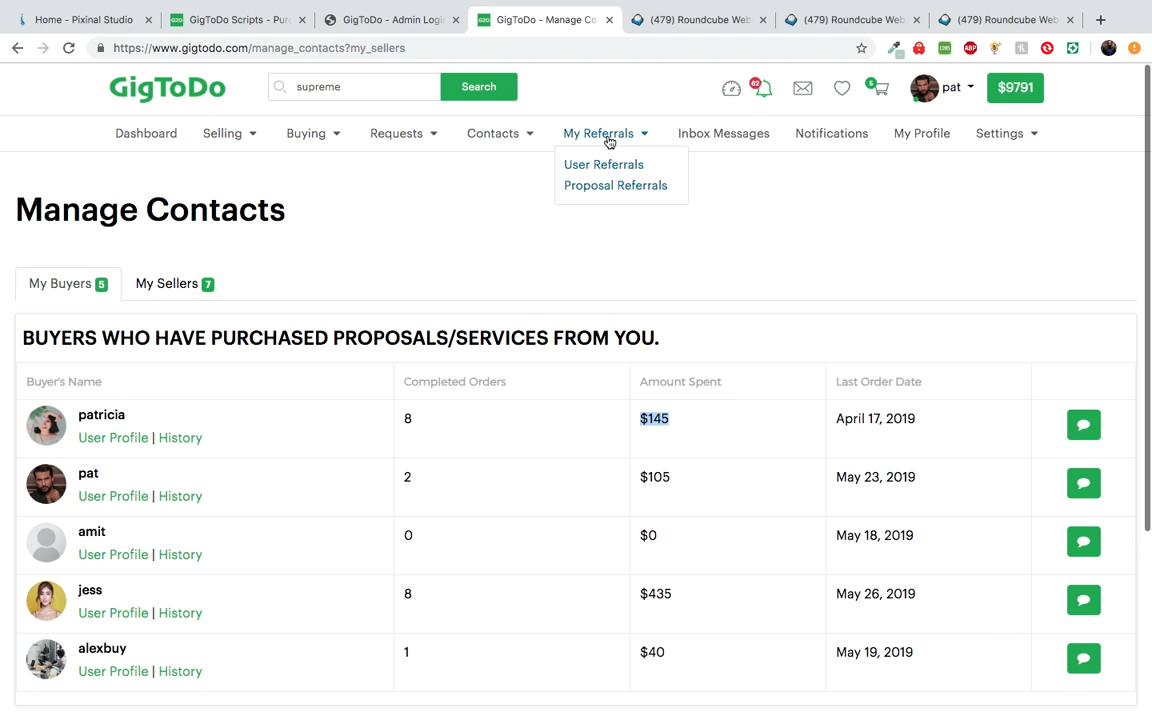 Home - Pixinal Studio
GigToDo Scripts - Purc
GigToDo - Admin Login
GigToDo - Manage Co
(479) Roundcube Web
(479) Roundcube Web
(479) Roundcube Web
https://www.gigtodo.com/manage_contacts?my_sellers
GigToDo
supreme
Search
62
5
pat
$9791
Dashboard
Selling
Buying
Requests
Contacts
My Referrals
Inbox Messages
Notifications
My Profile
Settings
User Referrals
Proposal Referrals
Manage Contacts
My Buyers 5
My Sellers 7
BUYERS WHO HAVE PURCHASED PROPOSALS/SERVICES FROM YOU.
Buyer's Name Completed Orders Amount Spent Last Order Date
patricia 8 $145 April 17, 2019
User Profile | History
pat 2 $105 May 23, 2019
User Profile | History
amit 0 $0 May 18, 2019
User Profile | History
jess 8 $435 May 26, 2019
User Profile | History
alexbuy 1 $40 May 19, 2019
User Profile | History